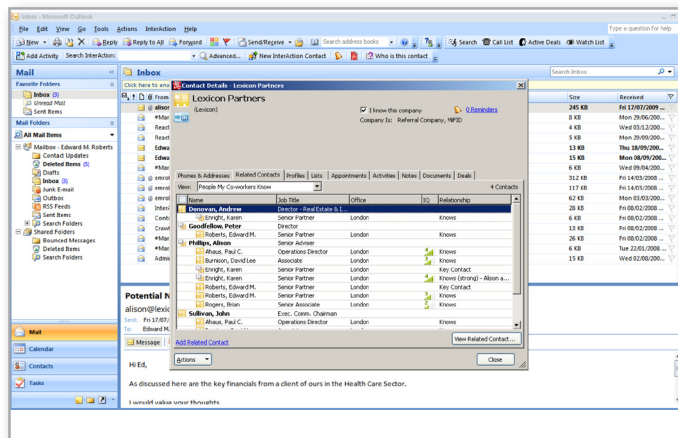 Inbox - Microsoft Outlook
File Edit View Go Tools Actions InterAction Help
Type a question for help
New Reply Reply to All Forward Send/Receive Search address books Search Call List Active Deals Watch List
Add Activity Search InterAction: Advanced... New InterAction Contact Who is this contact
Mail
Inbox
Search Inbox
Favorite Folders
Inbox (3)
Unread Mail
Sent Items
Mail Folders
All Mail Items
Mailbox - Edward M. Roberts
Contact Updates
Deleted Items (5)
Drafts
Inbox (3)
Junk E-mail
Outbox
RSS Feeds
Sent Items
Search Folders
Shared Folders
Bounced Messages
Deleted Items
Search Folders
Mail
Calendar
Contacts
Tasks
Click here to ena
From
Size Received
245 KB Fri 17/07/2009 ...
8 KB Mon 29/06/200...
4 KB Wed 03/12/200...
5 KB Mon 29/09/200...
13 KB Thu 18/09/200...
15 KB Mon 08/09/200...
6 KB Wed 09/04/200...
312 KB Fri 14/03/2008 ...
117 KB Fri 14/03/2008 ...
62 KB Mon 03/03/200...
28 KB Fri 08/02/2008 ...
6 KB Fri 08/02/2008 ...
13 KB Fri 08/02/2008 ...
26 KB Fri 08/02/2008 ...
6 KB Tue 22/01/2008 ...
15 KB Wed 02/08/200...
Contact Details - Lexicon Partners
Lexicon Partners
(Lexicon)
I know this company
0 Reminders
Company Is: Referral Company, MiFID
Phones & Addresses Related Contacts Profiles Lists Appointments Activities Notes Documents Deals
View: People My Co-workers Know
4 Contacts
Name Job Title Office IQ Relationship
Donovan, Andrew Director - Real Estate & I...
Enright, Karen Senior Partner London Knows
Goodfellow, Peter Director
Roberts, Edward M. Senior Partner London Knows
Phillips, Alison Senior Adviser
Ahaus, Paul C. Operations Director London 4 Knows
Burnison, David Lee Associate London 3 Knows
Enright, Karen Senior Partner London Key Contact
Enright, Karen Senior Partner London 4 Knows (strong) - Alison a...
Roberts, Edward M. Senior Partner London Key Contact
Roberts, Edward M. Senior Partner London 3 Knows
Rogers, Brian Senior Associate London 2 Knows
Sullivan, John Exec. Comm. Chairman
Ahaus, Paul C. Operations Director London Knows
Add Related Contact
View Related Contact...
Actions
Close
Potential N
alison@lexic
Sent: Fri 17/07/
To: Edward M.
Message
Hi Ed,
As discussed here are the key financials from a client of ours in the Health Care Sector.
I would value your thoughts